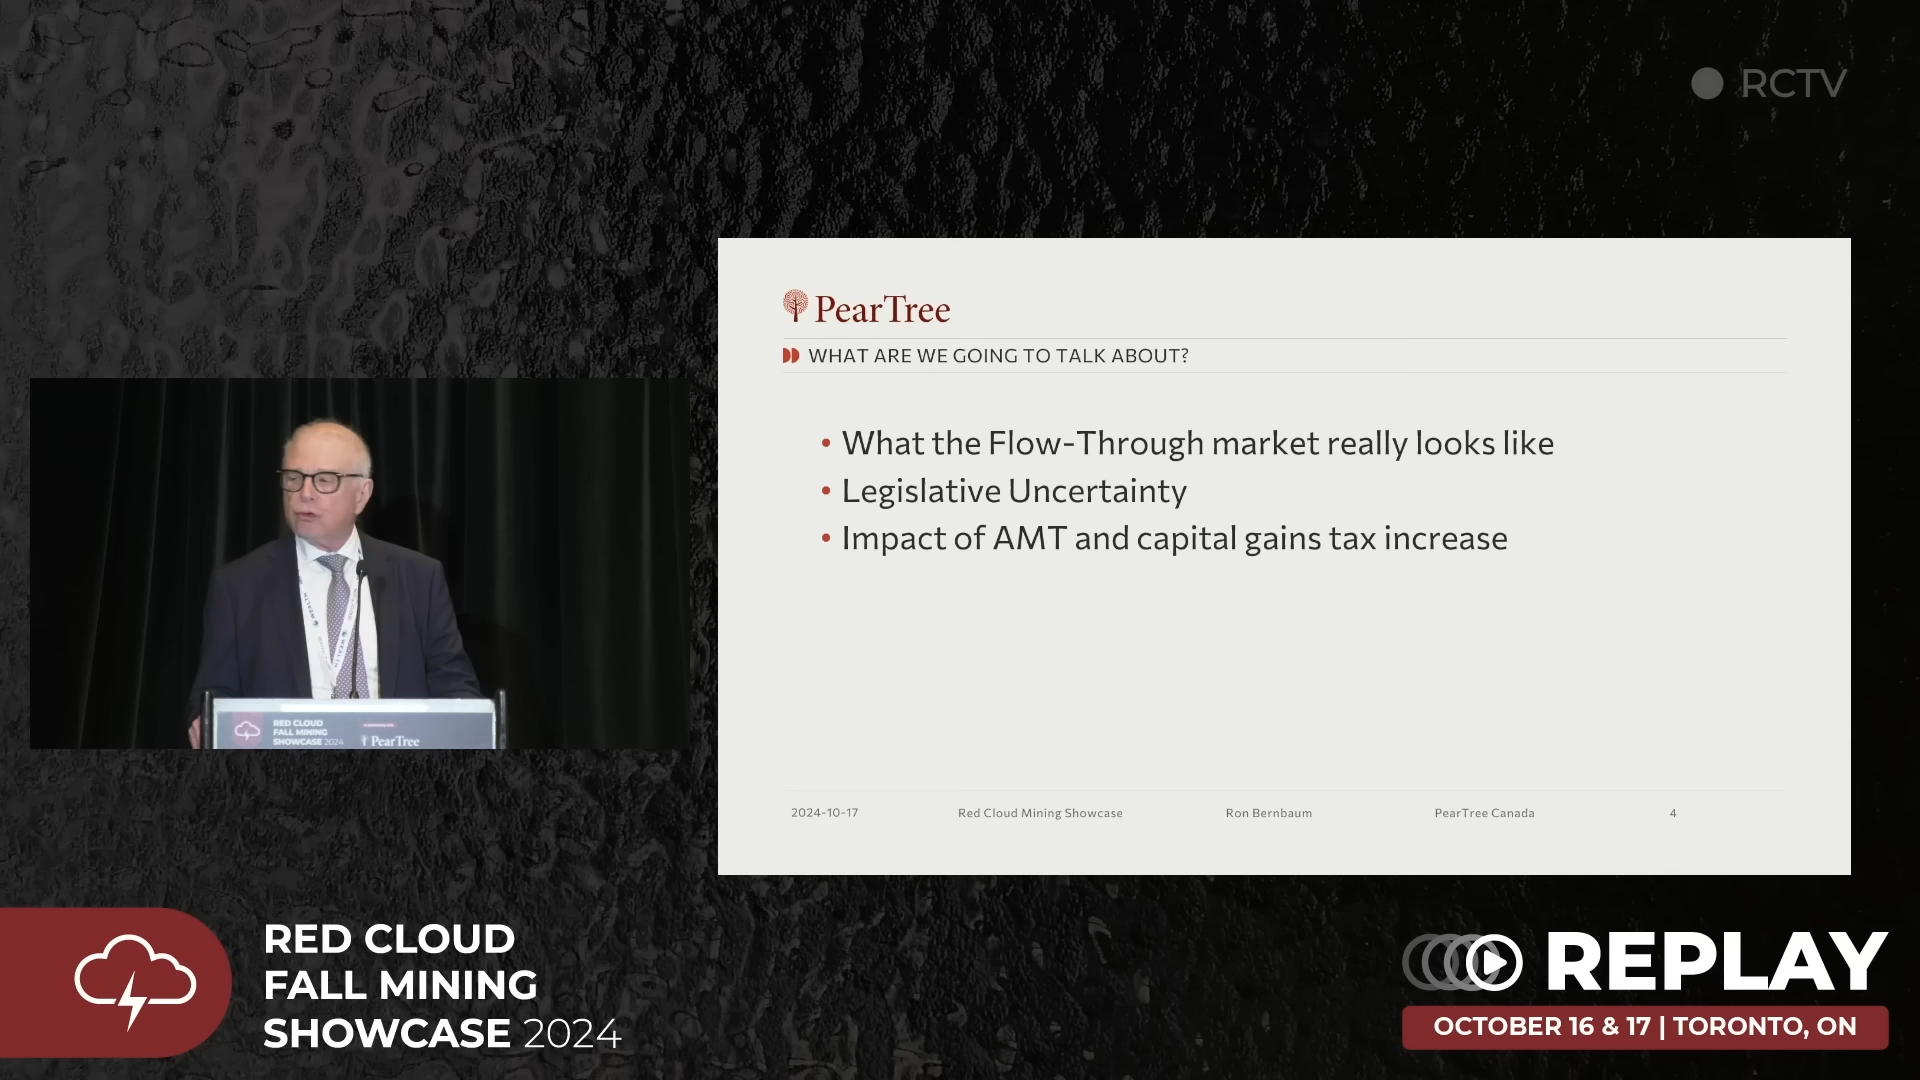 RCTV
PearTree
WHAT ARE WE GOING TO TALK ABOUT?
• What the Flow-Through market really looks like
• Legislative Uncertainty
• Impact of AMT and capital gains tax increase
2024-10-17 Red Cloud Mining Showcase Ron Bernbaum PearTree Canada 4
RED CLOUD
FALL MINING
SHOWCASE 2024
PearTree
RED CLOUD
FALL MINING
SHOWCASE 2024
REPLAY
OCTOBER 16 & 17 | TORONTO, ON